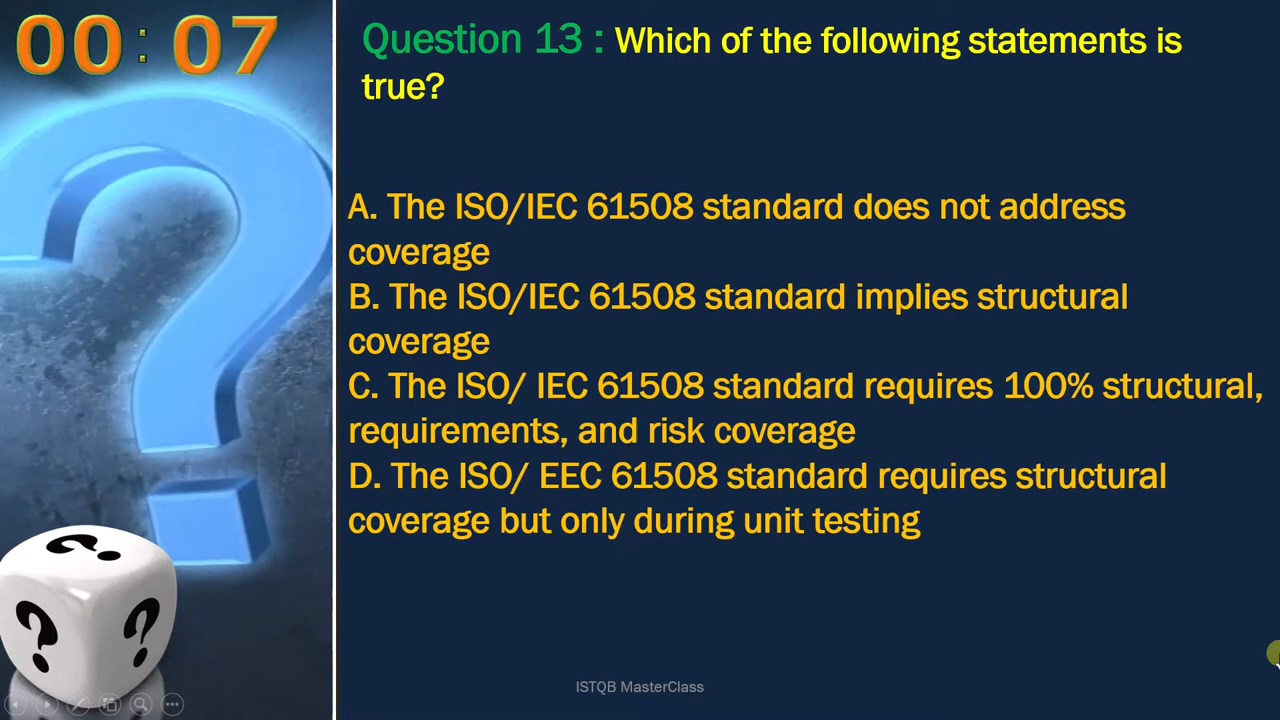 00:07
Question 13 : Which of the following statements is
true?
A. The ISO/IEC 61508 standard does not address
coverage
B. The ISO/IEC 61508 standard implies structural
coverage
C. The ISO/ IEC 61508 standard requires 100% structural,
requirements, and risk coverage
D. The ISO/ EEC 61508 standard requires structural
coverage but only during unit testing
? ? ?
ISTQB MasterClass